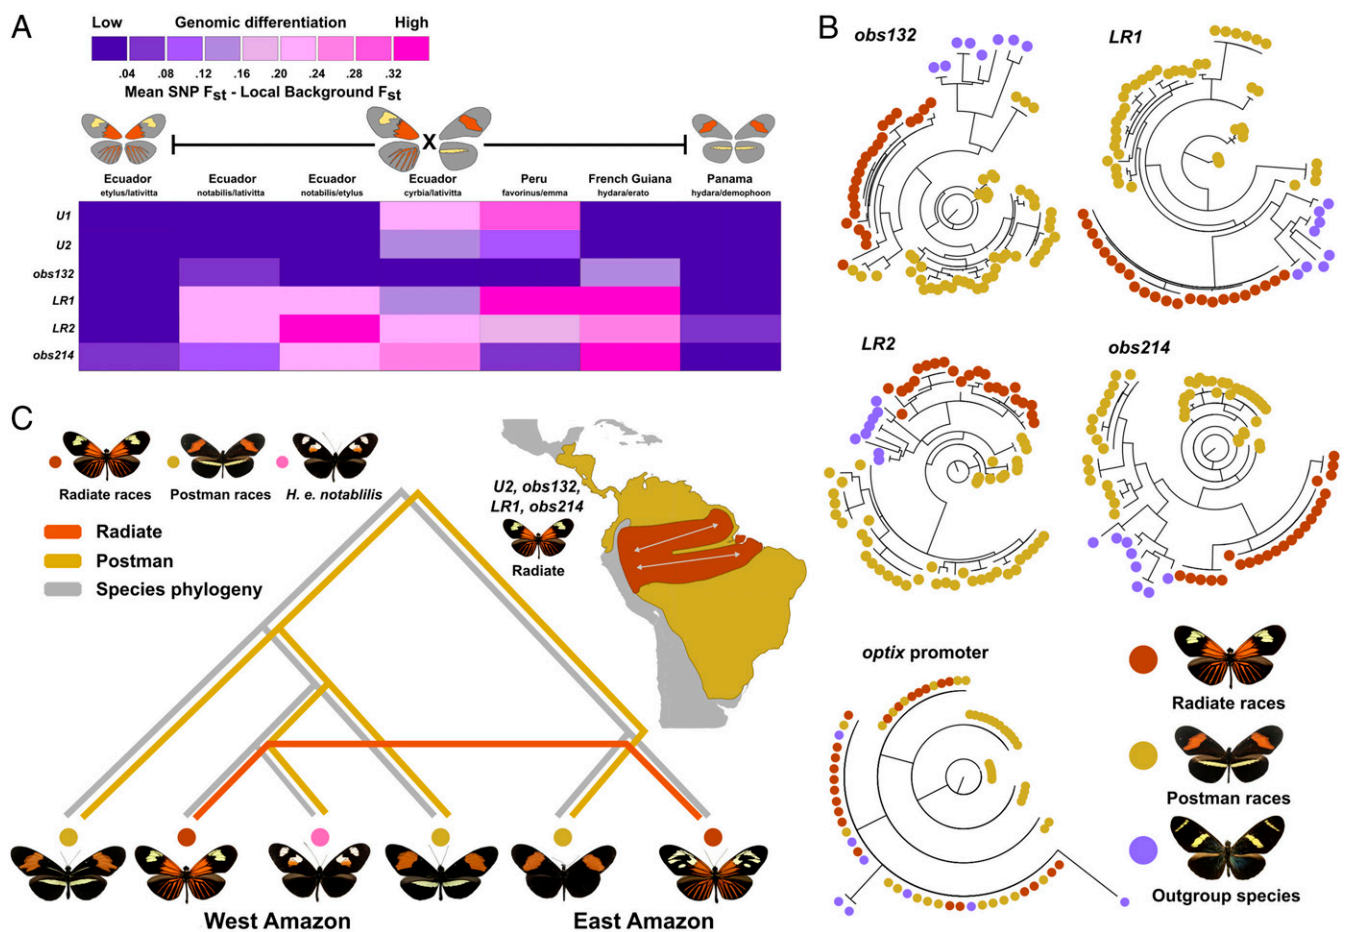 A
Low Genomic differentiation High
.04 .08 .12 .16 .20 .24 .28 .32
Mean SNP Fst - Local Background Fst
X
Ecuador Ecuador Ecuador Ecuador Peru French Guiana Panama
etylus/lativitta notabilis/lativitta notabilis/etylus cyrbia/lativitta favorinus/emma hydara/erato hydara/demophoon
U1
U2
obs132
LR1
LR2
obs214
B
obs132 LR1
LR2 obs214
optix promoter
Radiate races
Postman races
Outgroup species
C
Radiate races Postman races H. e. notablilis
Radiate
Postman
Species phylogeny
U2, obs132,
LR1, obs214
Radiate
West Amazon East Amazon